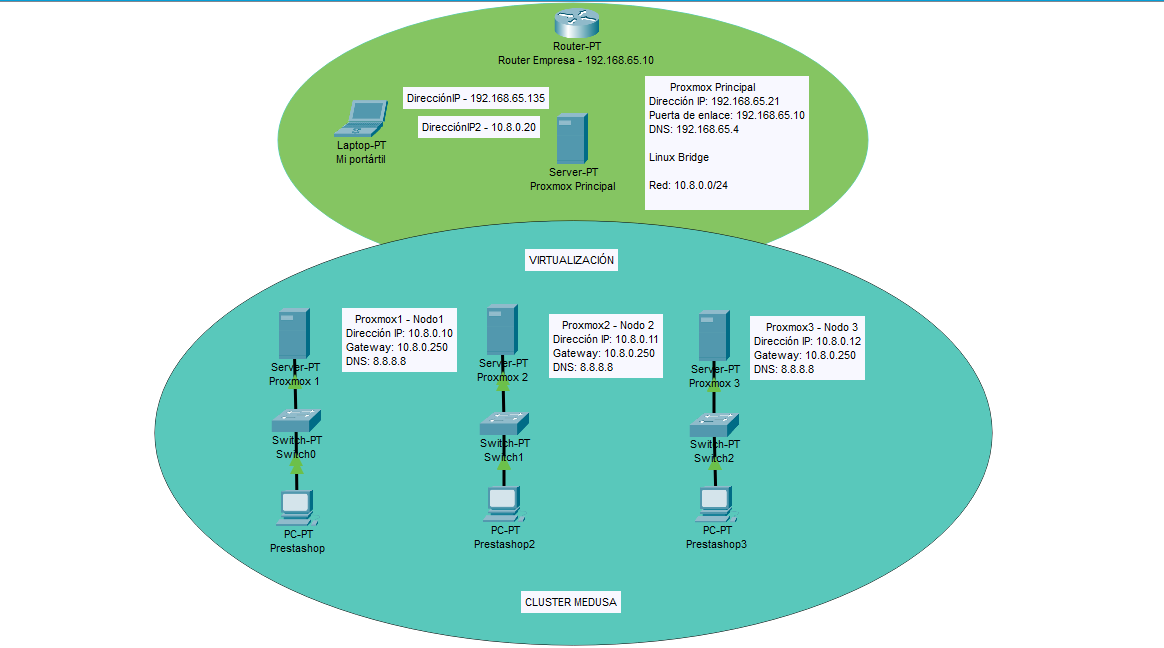 Router-PT
Router Empresa - 192.168.65.10
DirecciónIP - 192.168.65.135
DirecciónIP2 - 10.8.0.20
Laptop-PT
Mi portártil
Server-PT
Proxmox Principal
Proxmox Principal
Dirección IP: 192.168.65.21
Puerta de enlace: 192.168.65.10
DNS: 192.168.65.4
Linux Bridge
Red: 10.8.0.0/24
VIRTUALIZACIÓN
Server-PT
Proxmox 1
Proxmox1 - Nodo1
Dirección IP: 10.8.0.10
Gateway: 10.8.0.250
DNS: 8.8.8.8
Server-PT
Proxmox 2
Proxmox2 - Nodo 2
Dirección IP: 10.8.0.11
Gateway: 10.8.0.250
DNS: 8.8.8.8
Server-PT
Proxmox 3
Proxmox3 - Nodo 3
Dirección IP: 10.8.0.12
Gateway: 10.8.0.250
DNS: 8.8.8.8
Switch-PT
Switch0
Switch-PT
Switch1
Switch-PT
Switch2
PC-PT
Prestashop
PC-PT
Prestashop2
PC-PT
Prestashop3
CLUSTER MEDUSA